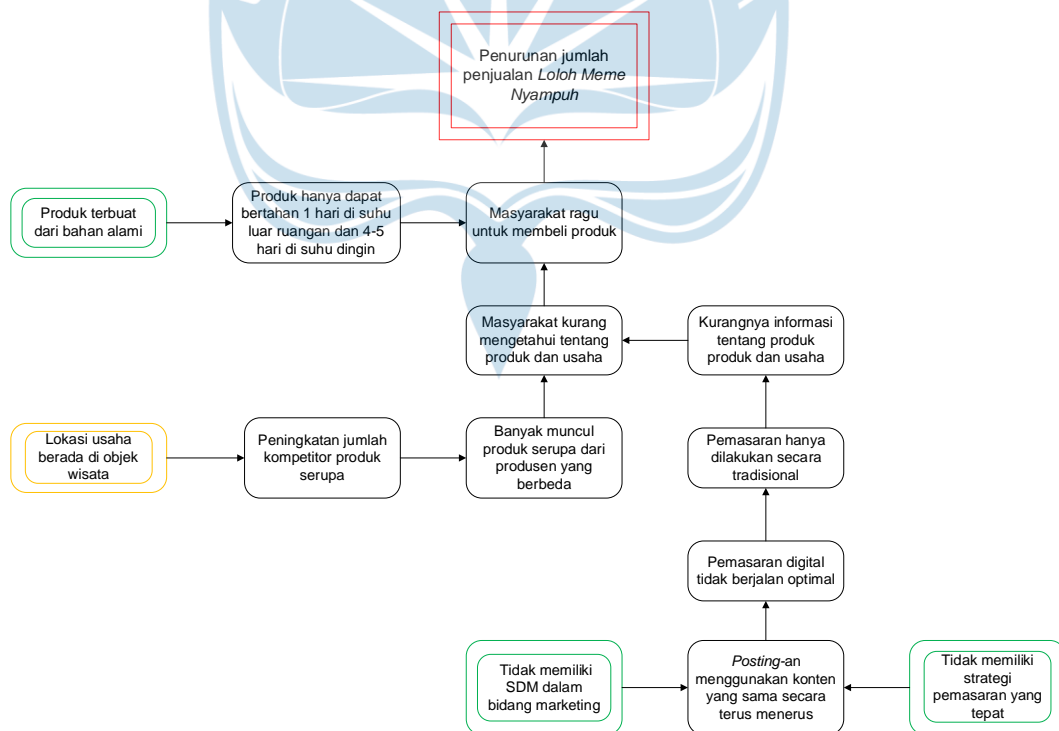 Penurunan jumlah
penjualan Loloh Meme
Nyampuh
Produk terbuat
dari bahan alami
Produk hanya dapat
bertahan 1 hari di suhu
luar ruangan dan 4-5
hari di suhu dingin
Masyarakat ragu
untuk membeli produk
Masyarakat kurang
mengetahui tentang
produk dan usaha
Kurangnya informasi
tentang produk
produk dan usaha
Lokasi usaha
berada di objek
wisata
Peningkatan jumlah
kompetitor produk
serupa
Banyak muncul
produk serupa dari
produsen yang
berbeda
Pemasaran hanya
dilakukan secara
tradisional
Pemasaran digital
tidak berjalan optimal
Tidak memiliki
SDM dalam
bidang marketing
Posting-an
menggunakan konten
yang sama secara
terus menerus
Tidak memiliki
strategi
pemasaran yang
tepat